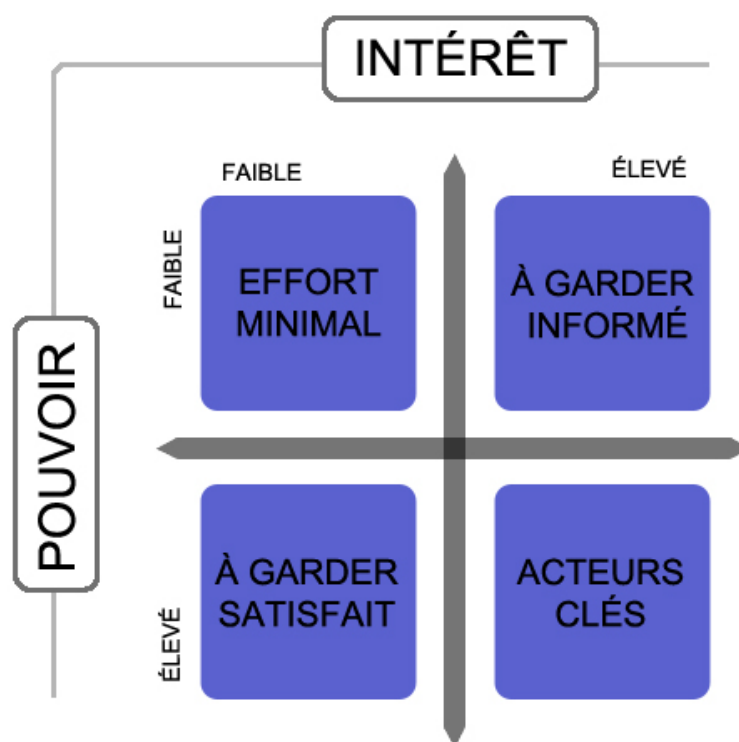 INTÉRÊT
FAIBLE
ÉLEVÉ
POUVOIR
FAIBLE
EFFORT
MINIMAL
À GARDER
INFORMÉ
ÉLEVÉ
À GARDER
SATISFAIT
ACTEURS
CLÉS